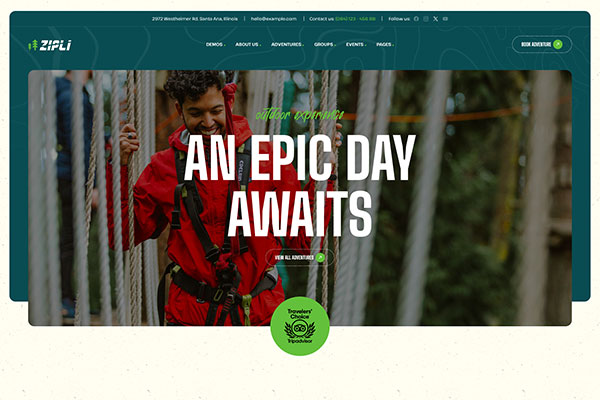 2972 Westheimer Rd. Santa Ana, Illinois
hello@example.com
Contact us: (084) 123 - 456 88
Follow us:
ZIPLI
DEMOS
ABOUT US
ADVENTURES
GROUPS
EVENTS
PAGES
BOOK ADVENTURE
outdoor experience
AN EPIC DAY
AWAITS
VIEW ALL ADVENTURES
Travelers'
Choice
Tripadvisor